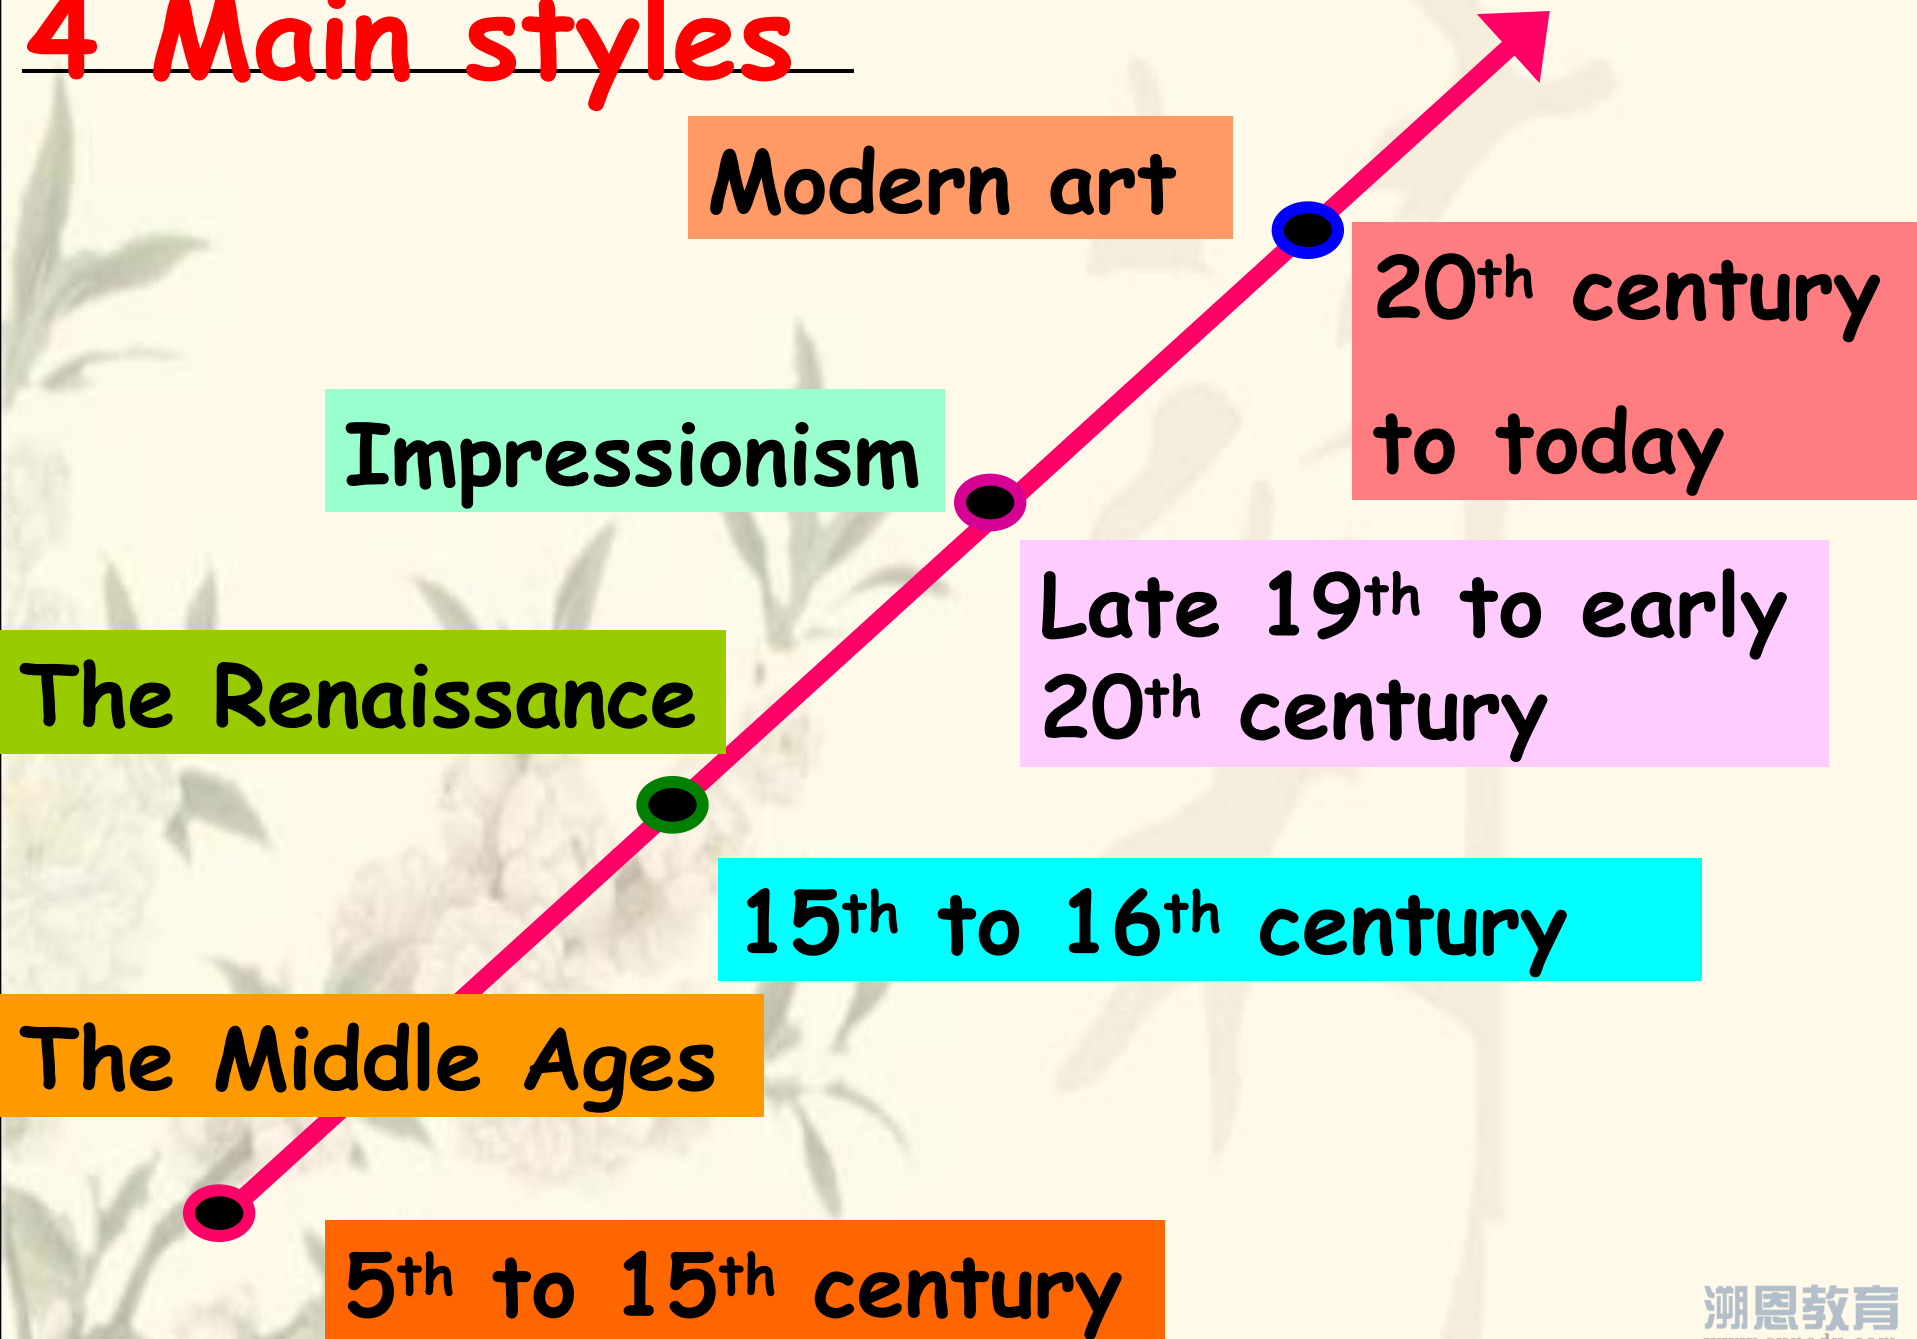 4 Main styles
Modern art
20th century
to today
Impressionism
Late 19th to early
20th century
The Renaissance
15th to 16th century
The Middle Ages
5th to 15th century
溯恩教育